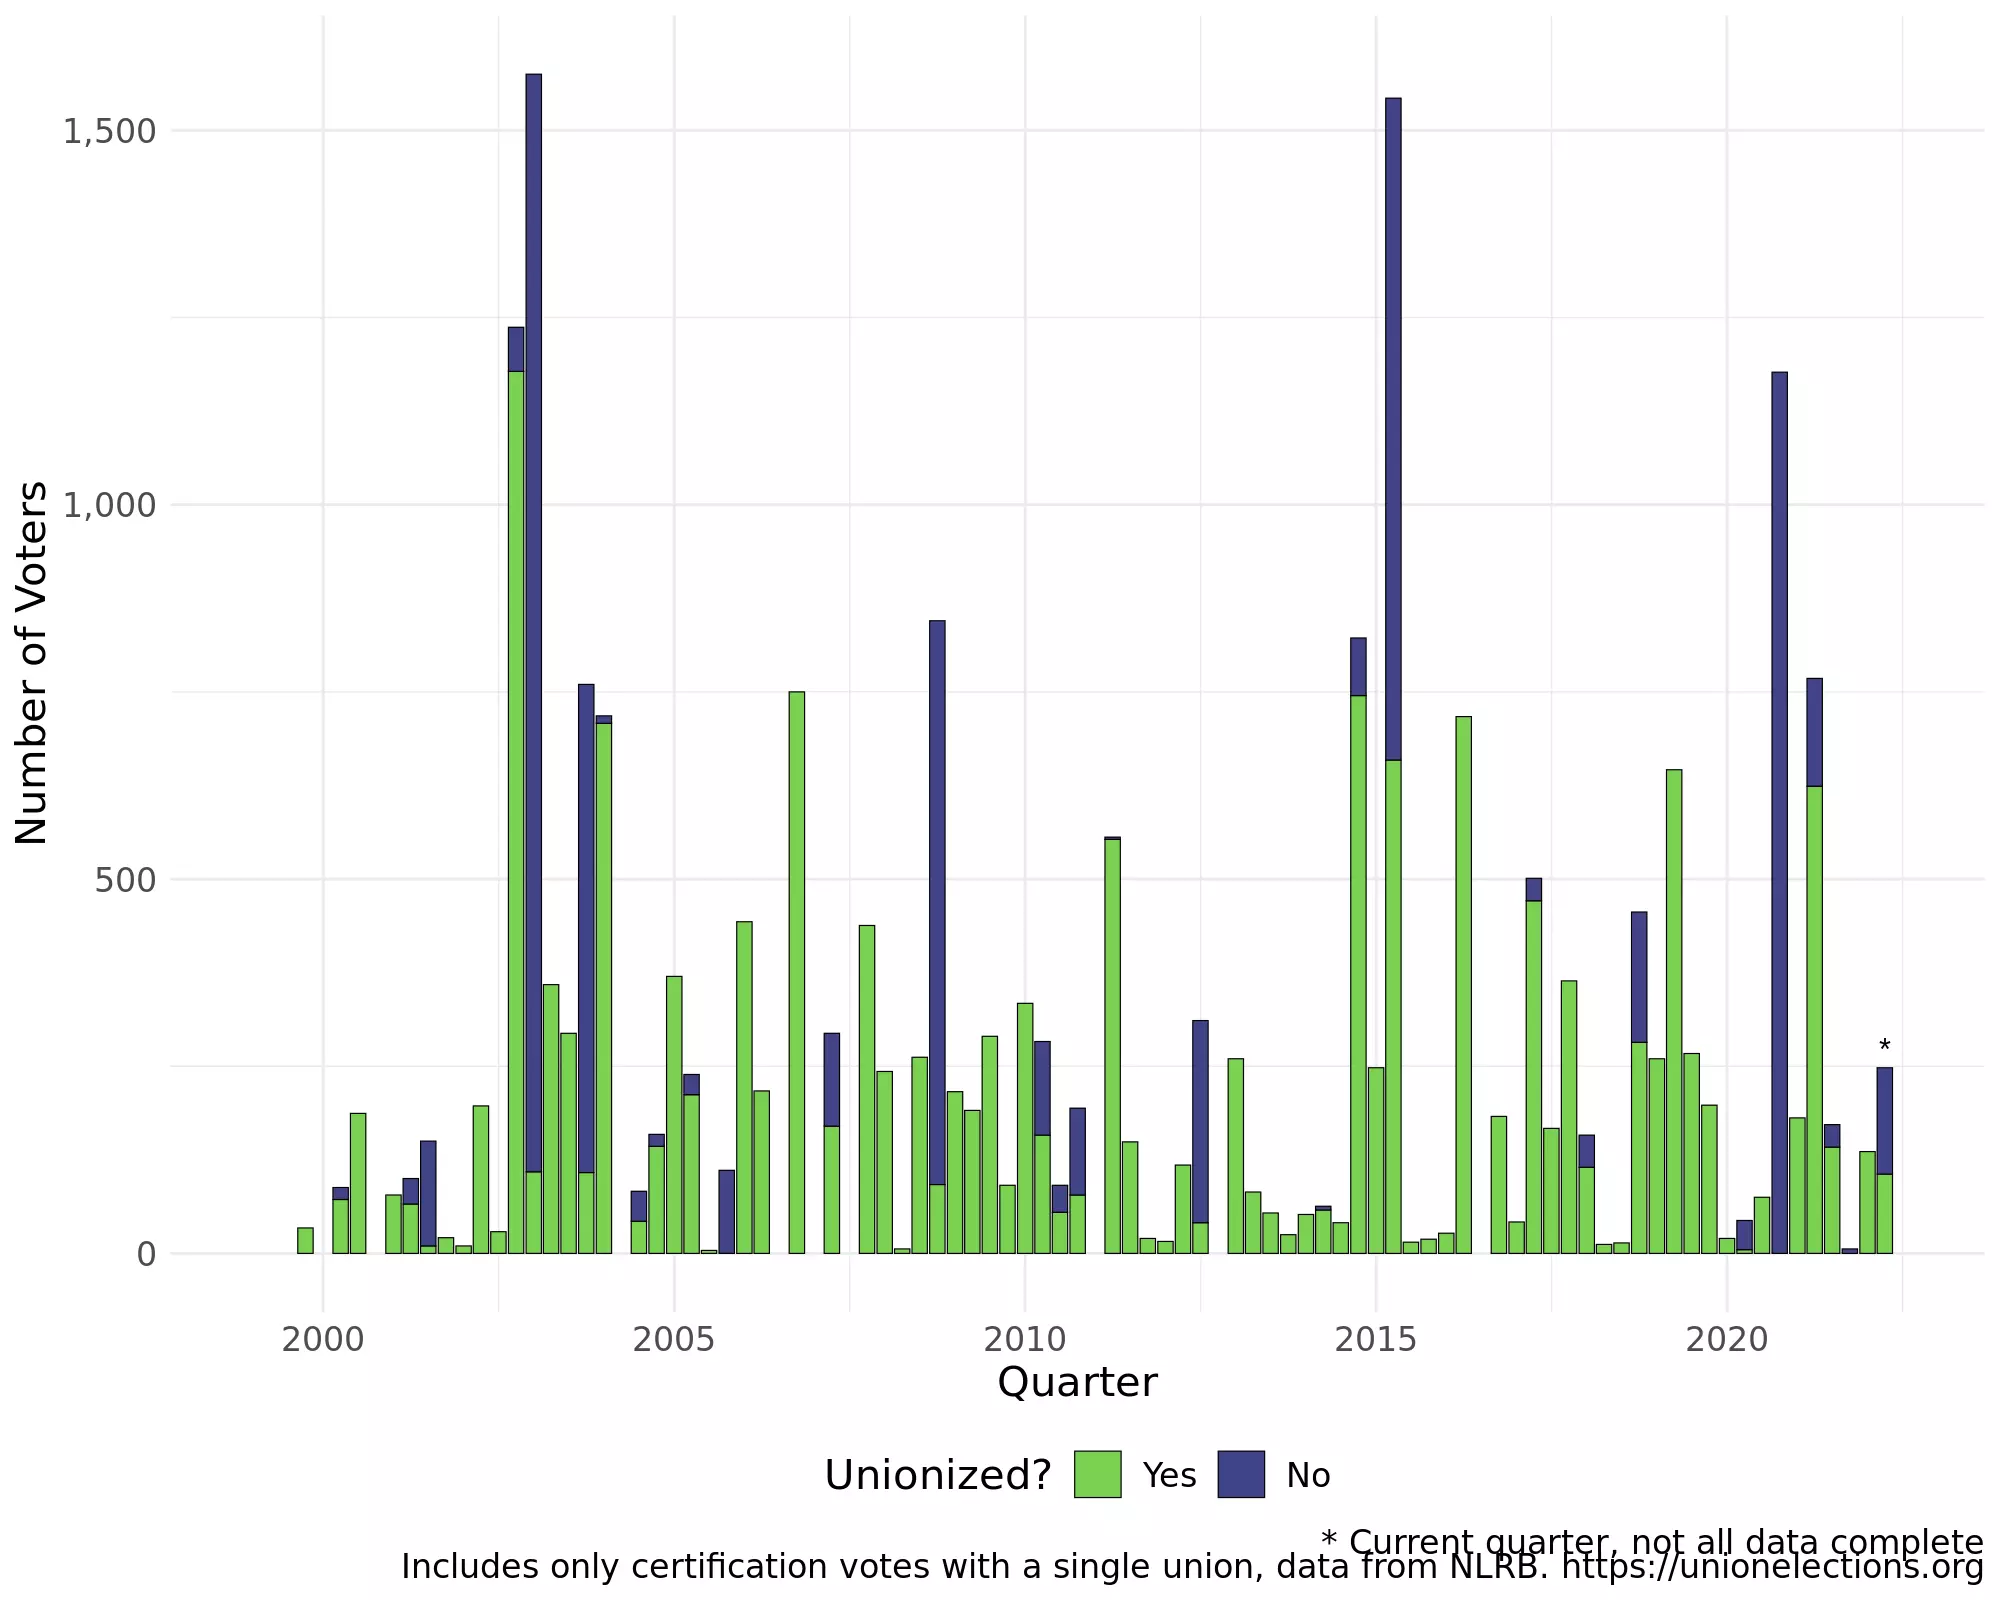 1,500
1,000
500
0
Number of Voters
*
2000 2005 2010 2015 2020
Quarter
Unionized? Yes No
* Current quarter, not all data complete
Includes only certification votes with a single union, data from NLRB. https://unionelections.org